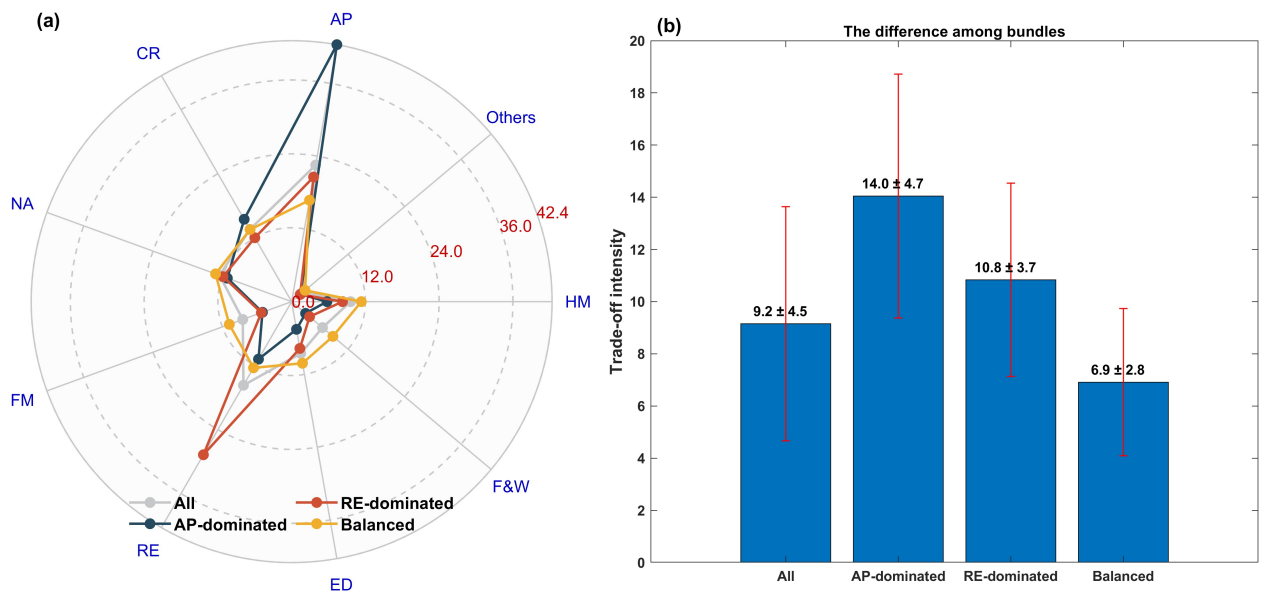 (a)
AP
CR
Others
NA
42.4
36.0
24.0
12.0
0.0
HM
FM
F&W
RE
ED
All
RE-dominated
AP-dominated
Balanced
(b)
The difference among bundles
Trade-off intensity
20
18
16
14
12
10
8
6
4
2
0
9.2 ± 4.5
14.0 ± 4.7
10.8 ± 3.7
6.9 ± 2.8
All
AP-dominated
RE-dominated
Balanced